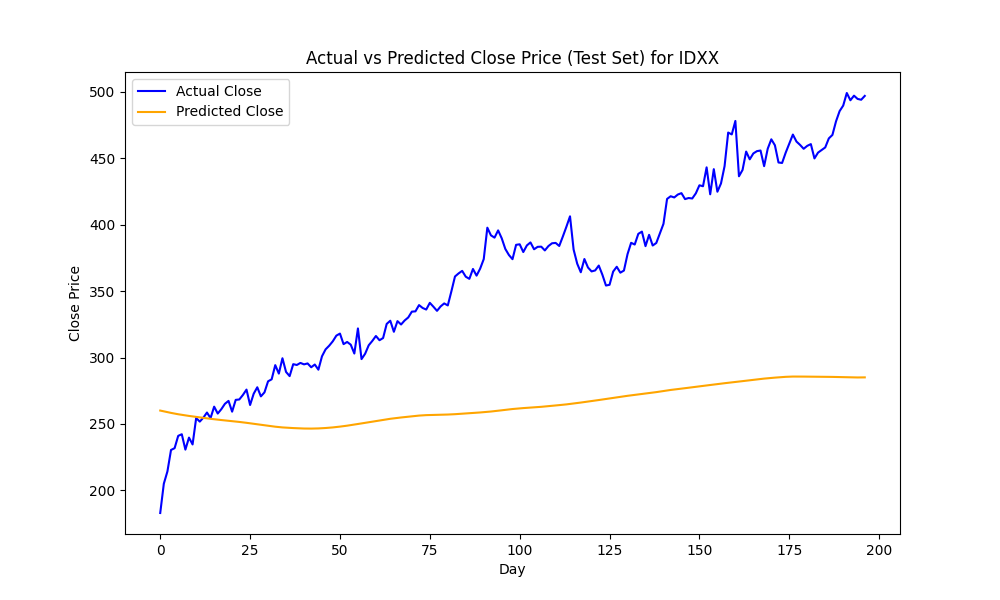 Actual vs Predicted Close Price (Test Set) for IDXX
Actual Close
Predicted Close
500
450
400
350
300
250
200
Close Price
0 25 50 75 100 125 150 175 200
Day